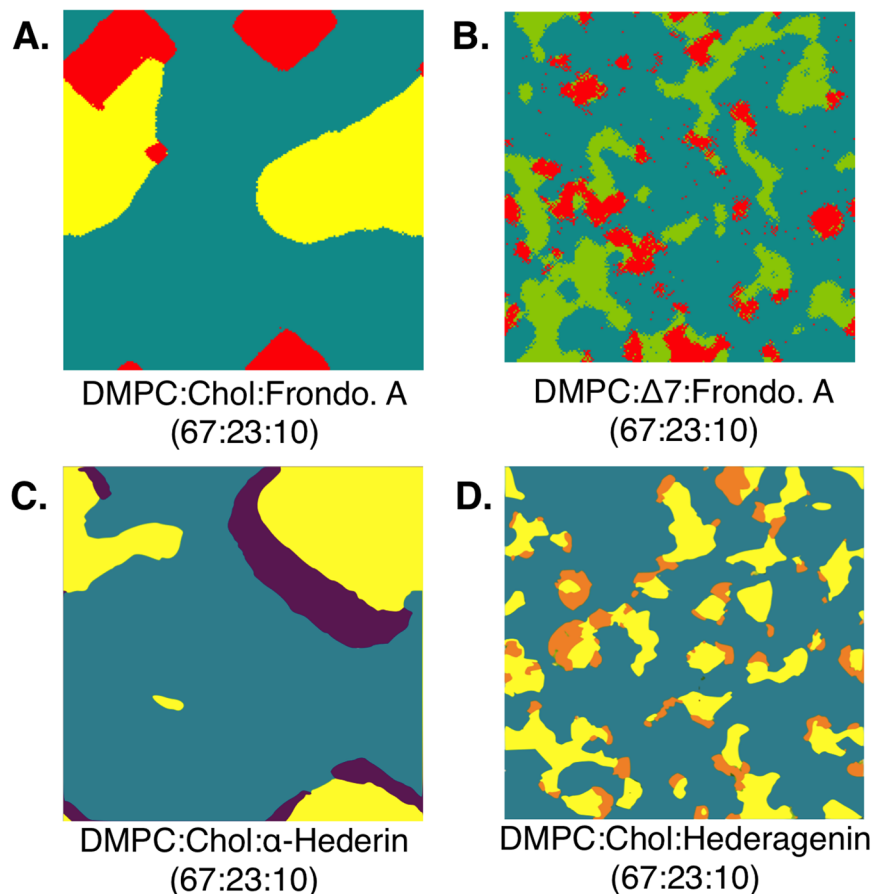 A.
B.
DMPC:Chol:Frondo. A
(67:23:10)
DMPC:Δ7:Frondo. A
(67:23:10)
C.
D.
DMPC:Chol:α-Hederin
(67:23:10)
DMPC:Chol:Hederagenin
(67:23:10)